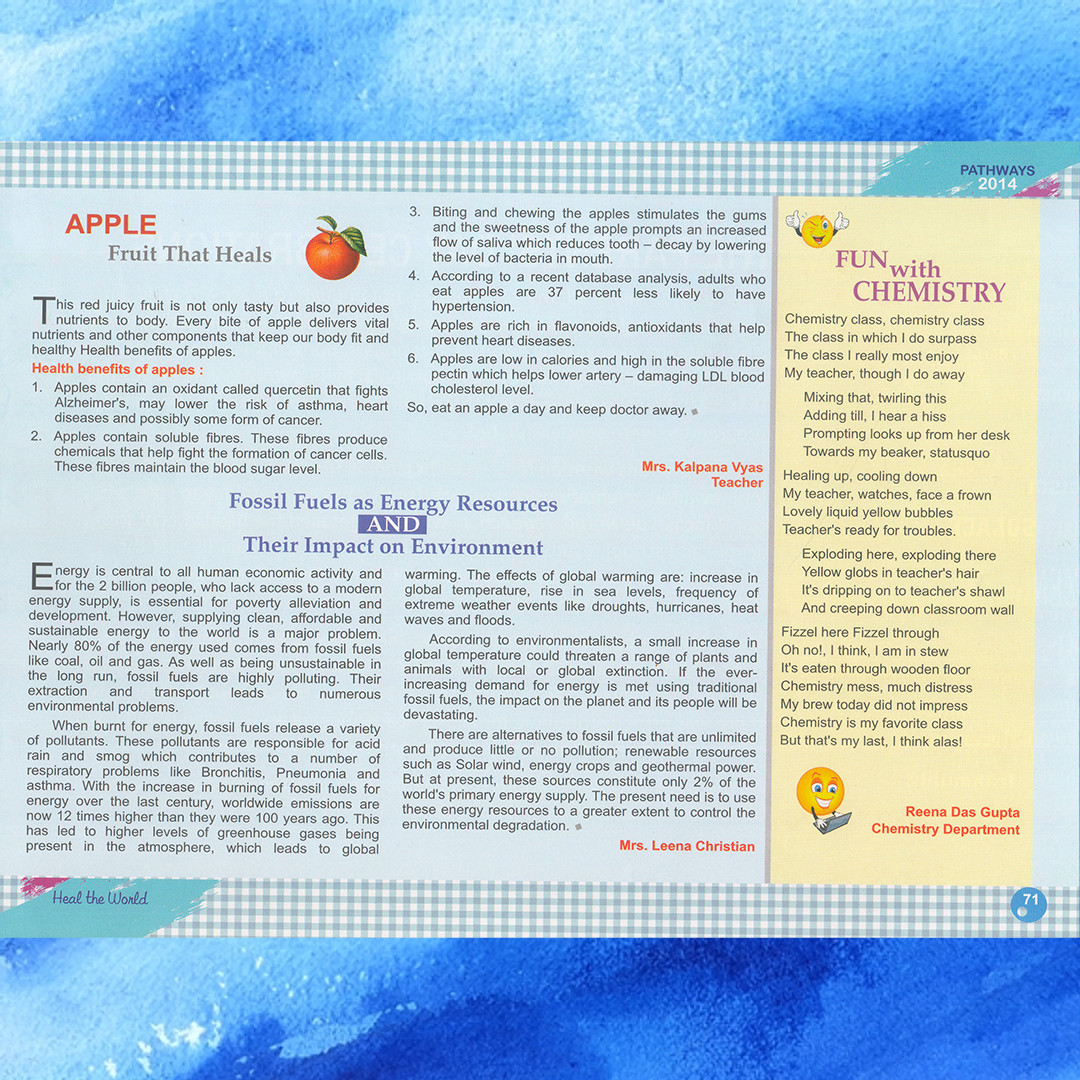 PATHWAYS
2014
APPLE
Fruit That Heals
This red juicy fruit is not only tasty but also provides
nutrients to body. Every bite of apple delivers vital
nutrients and other components that keep our body fit and
healthy Health benefits of apples.
Health benefits of apples :
1. Apples contain an oxidant called quercetin that fights
Alzheimer's, may lower the risk of asthma, heart
diseases and possibly some form of cancer.
2. Apples contain soluble fibres. These fibres produce
chemicals that help fight the formation of cancer cells.
These fibres maintain the blood sugar level.
3. Biting and chewing the apples stimulates the gums
and the sweetness of the apple prompts an increased
flow of saliva which reduces tooth – decay by lowering
the level of bacteria in mouth.
4. According to a recent database analysis, adults who
eat apples are 37 percent less likely to have
hypertension.
5. Apples are rich in flavonoids, antioxidants that help
prevent heart diseases.
6. Apples are low in calories and high in the soluble fibre
pectin which helps lower artery – damaging LDL blood
cholesterol level.
So, eat an apple a day and keep doctor away.
Mrs. Kalpana Vyas
Teacher
Fossil Fuels as Energy Resources
AND
Their Impact on Environment
Energy is central to all human economic activity and
for the 2 billion people, who lack access to a modern
energy supply, is essential for poverty alleviation and
development. However, supplying clean, affordable and
sustainable energy to the world is a major problem.
Nearly 80% of the energy used comes from fossil fuels
like coal, oil and gas. As well as being unsustainable in
the long run, fossil fuels are highly polluting. Their
extraction and transport leads to numerous
environmental problems.
When burnt for energy, fossil fuels release a variety
of pollutants. These pollutants are responsible for acid
rain and smog which contributes to a number of
respiratory problems like Bronchitis, Pneumonia and
asthma. With the increase in burning of fossil fuels for
energy over the last century, worldwide emissions are
now 12 times higher than they were 100 years ago. This
has led to higher levels of greenhouse gases being
present in the atmosphere, which leads to global
warming. The effects of global warming are: increase in
global temperature, rise in sea levels, frequency of
extreme weather events like droughts, hurricanes, heat
waves and floods.
According to environmentalists, a small increase in
global temperature could threaten a range of plants and
animals with local or global extinction. If the ever-
increasing demand for energy is met using traditional
fossil fuels, the impact on the planet and its people will be
devastating.
There are alternatives to fossil fuels that are unlimited
and produce little or no pollution; renewable resources
such as Solar wind, energy crops and geothermal power.
But at present, these sources constitute only 2% of the
world's primary energy supply. The present need is to use
these energy resources to a greater extent to control the
environmental degradation.
Mrs. Leena Christian
FUN with
CHEMISTRY
Chemistry class, chemistry class
The class in which I do surpass
The class I really most enjoy
My teacher, though I do away
Mixing that, twirling this
Adding till, I hear a hiss
Prompting looks up from her desk
Towards my beaker, statusquo
Healing up, cooling down
My teacher, watches, face a frown
Lovely liquid yellow bubbles
Teacher's ready for troubles.
Exploding here, exploding there
Yellow globs in teacher's hair
It's dripping on to teacher's shawl
And creeping down classroom wall
Fizzel here Fizzel through
Oh no!, I think, I am in stew
It's eaten through wooden floor
Chemistry mess, much distress
My brew today did not impress
Chemistry is my favorite class
But that's my last, I think alas!
Reena Das Gupta
Chemistry Department
Heal the World
71